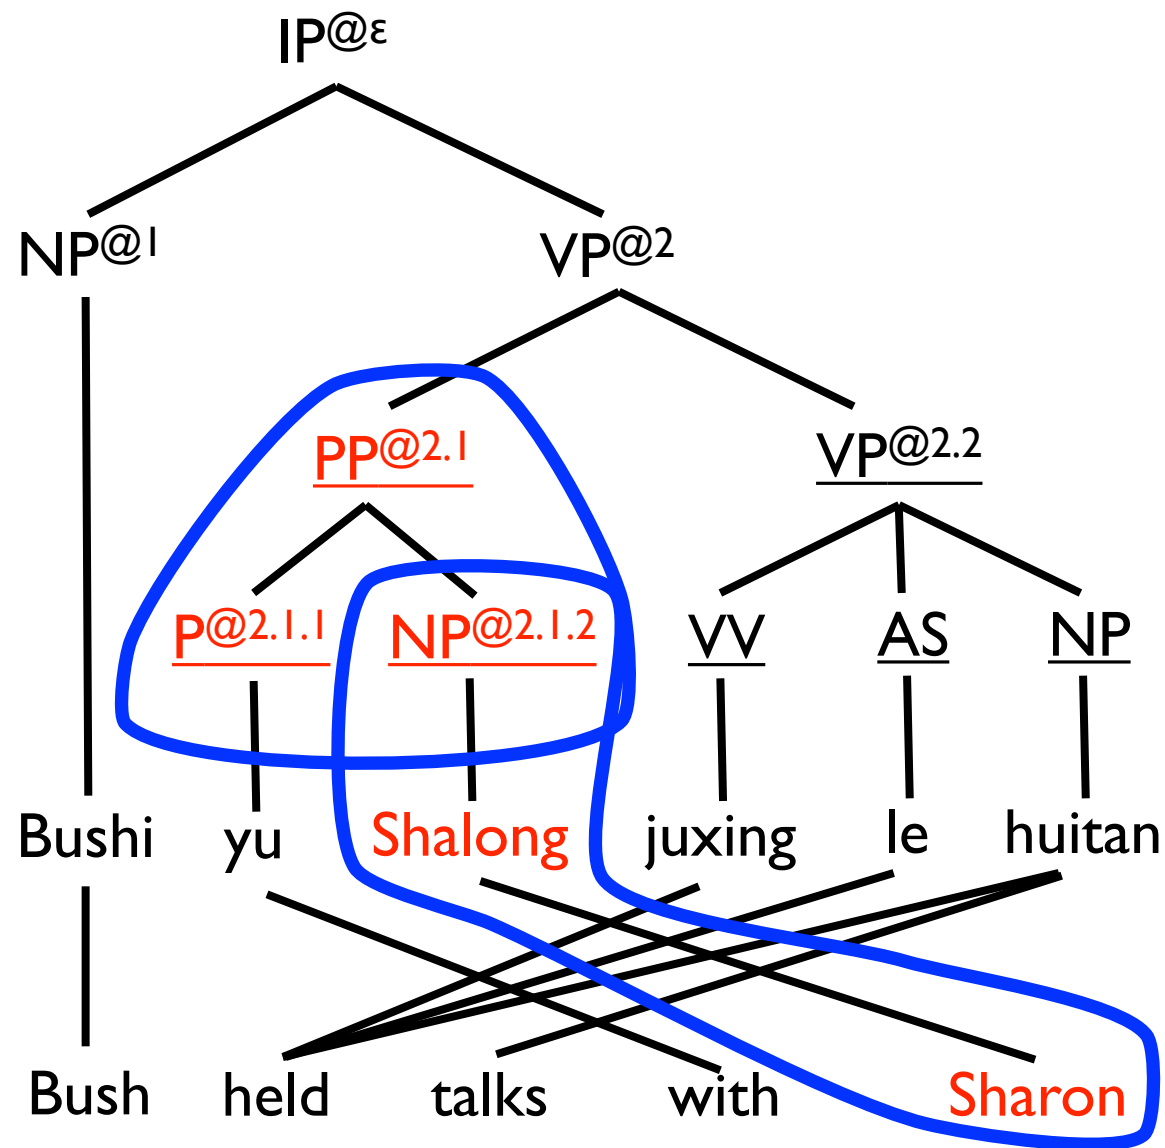 IP@ε
NP@1 VP@2
PP@2.1 VP@2.2
P@2.1.1 NP@2.1.2 VV AS NP
Bushi yu Shalong juxing le huitan
Bush held talks with Sharon